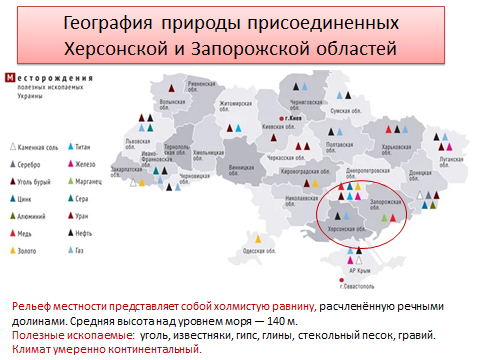 География природы присоединенных
Херсонской и Запорожской областей
Месторождения
полезных ископаемых
Украины
Ровенская
обл.
Волынская
обл.
Житомирская
обл.
Черниговская
обл.
Сумская обл.
г.Киев
Киевская обл.
Львовская
обл.
Тернополь-
ская обл.
Хмельницкая
обл.
Полтавская
обл.
Харьковская
обл.
Луганская
обл.
Черкасская обл.
Ивано-
Франковская
обл.
Закарпатская
обл.
Винницкая
обл.
Черновицкая
обл.
Кировоградская обл.
Днепропетровская
обл.
Донецкая
обл.
Николаевская
обл.
Запорожская
обл.
Херсонская обл.
Одесская обл.
АР Крым
г.Севастополь
Каменная соль
Титан
Серебро
Железо
Уголь бурый
Марганец
Цинк
Сера
Алюминий
Уран
Медь
Нефть
Золото
Газ
Рельеф местности представляет собой холмистую равнину, расчленённую речными
долинами. Средняя высота над уровнем моря — 140 м.
Полезные ископаемые: уголь, известняки, гипс, глины, стекольный песок, гравий.
Климат умеренно континентальный.